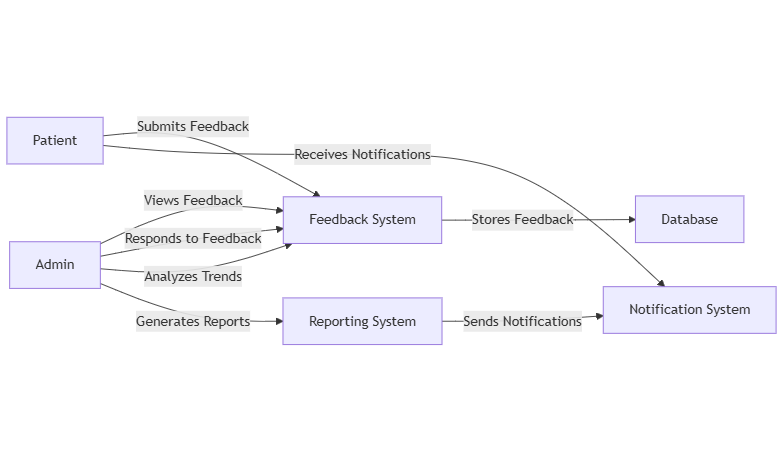 Submits Feedback
Patient
Receives Notifications
Views Feedback
Feedback System
Stores Feedback
Database
Responds to Feedback
Admin
Analyzes Trends
Notification System
Generates Reports
Reporting System
Sends Notifications